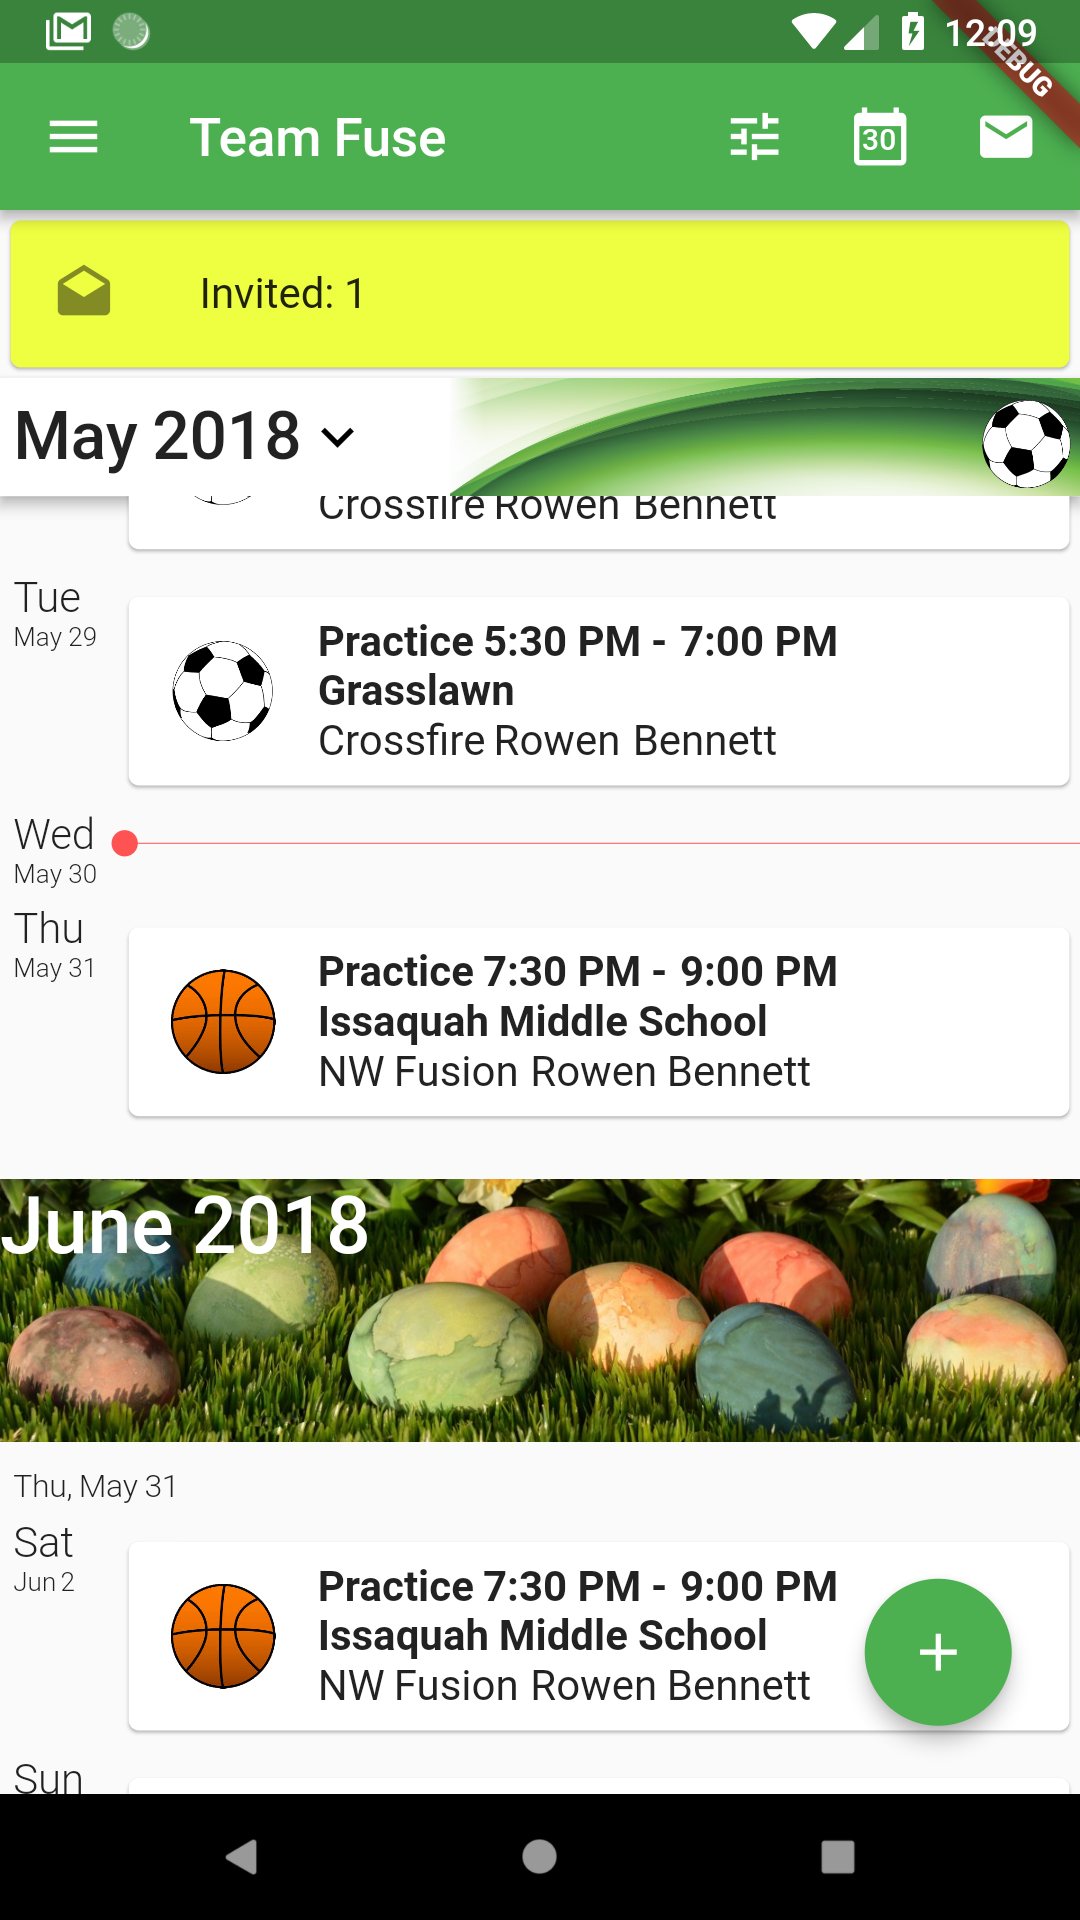 12:09
DEBUG
Team Fuse
30
Invited: 1
May 2018
Crossfire Rowen Bennett
Tue
May 29
Practice 5:30 PM - 7:00 PM
Grasslawn
Crossfire Rowen Bennett
Wed
May 30
Thu
May 31
Practice 7:30 PM - 9:00 PM
Issaquah Middle School
NW Fusion Rowen Bennett
June 2018
Thu, May 31
Sat
Jun 2
Practice 7:30 PM - 9:00 PM
Issaquah Middle School
NW Fusion Rowen Bennett
Sun